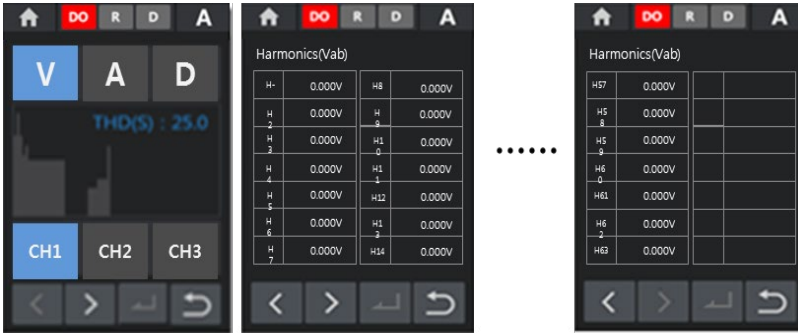 DO R D A
V A D
THD(S) : 25.0
CH1 CH2 CH3
DO R D A
Harmonics(Vab)
H- 0.000V H8 0.000V
H2 0.000V H9 0.000V
H3 0.000V H10 0.000V
H4 0.000V H11 0.000V
H5 0.000V H12 0.000V
H6 0.000V H13 0.000V
H7 0.000V H14 0.000V
......
DO R D A
Harmonics(Vab)
H57 0.000V
H58 0.000V
H59 0.000V
H60 0.000V
H61 0.000V
H62 0.000V
H63 0.000V